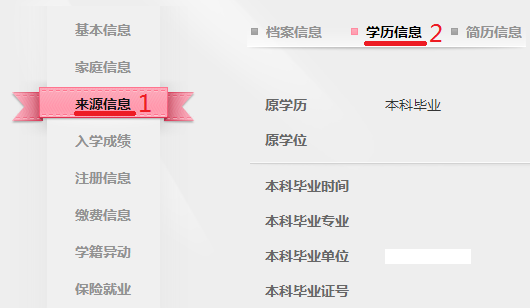 基本信息
家庭信息
来源信息 1
入学成绩
注册信息
缴费信息
学籍异动
保险就业
档案信息 学历信息 2 简历信息
原学历 本科毕业
原学位
本科毕业时间
本科毕业专业
本科毕业单位
本科毕业证号